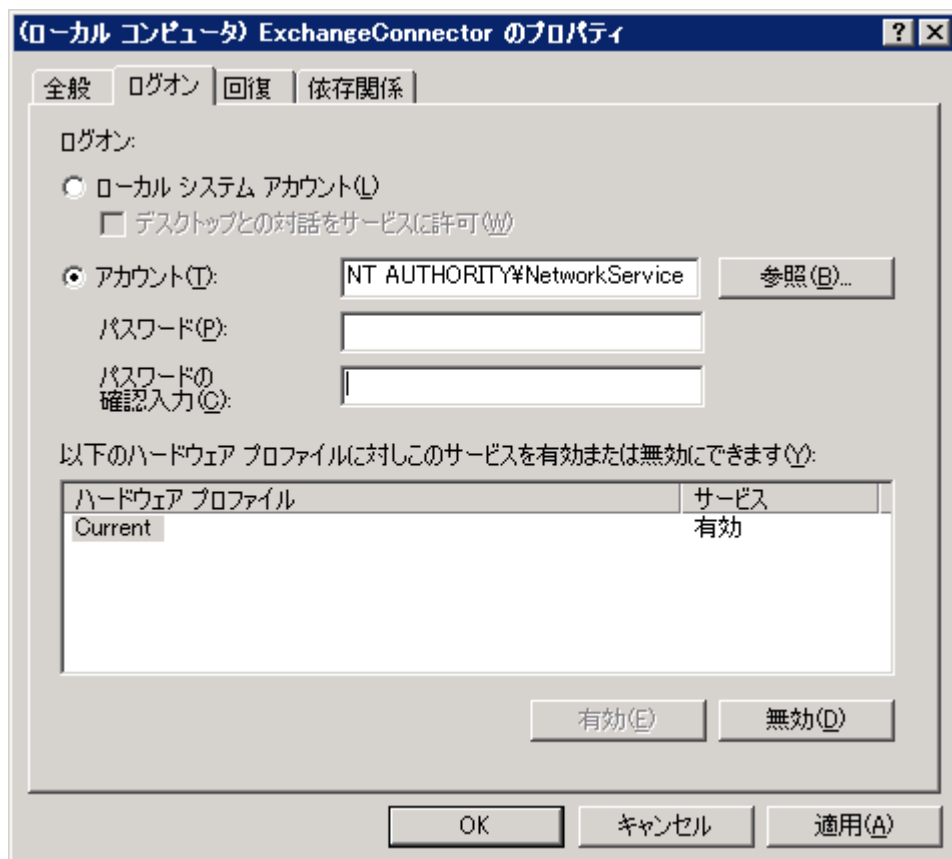 (ローカル コンピュータ) ExchangeConnector のプロパティ
全般 ログオン 回復 依存関係
ログオン:
ローカル システム アカウント(L)
デスクトップとの対話をサービスに許可(W)
アカウント(T): NT AUTHORITY¥NetworkService 参照(B)...
パスワード(P):
パスワードの
確認入力(C):
以下のハードウェア プロファイルに対しこのサービスを有効または無効にできます(Y):
ハードウェア プロファイル サービス
Current 有効
有効(E) 無効(D)
OK キャンセル 適用(A)